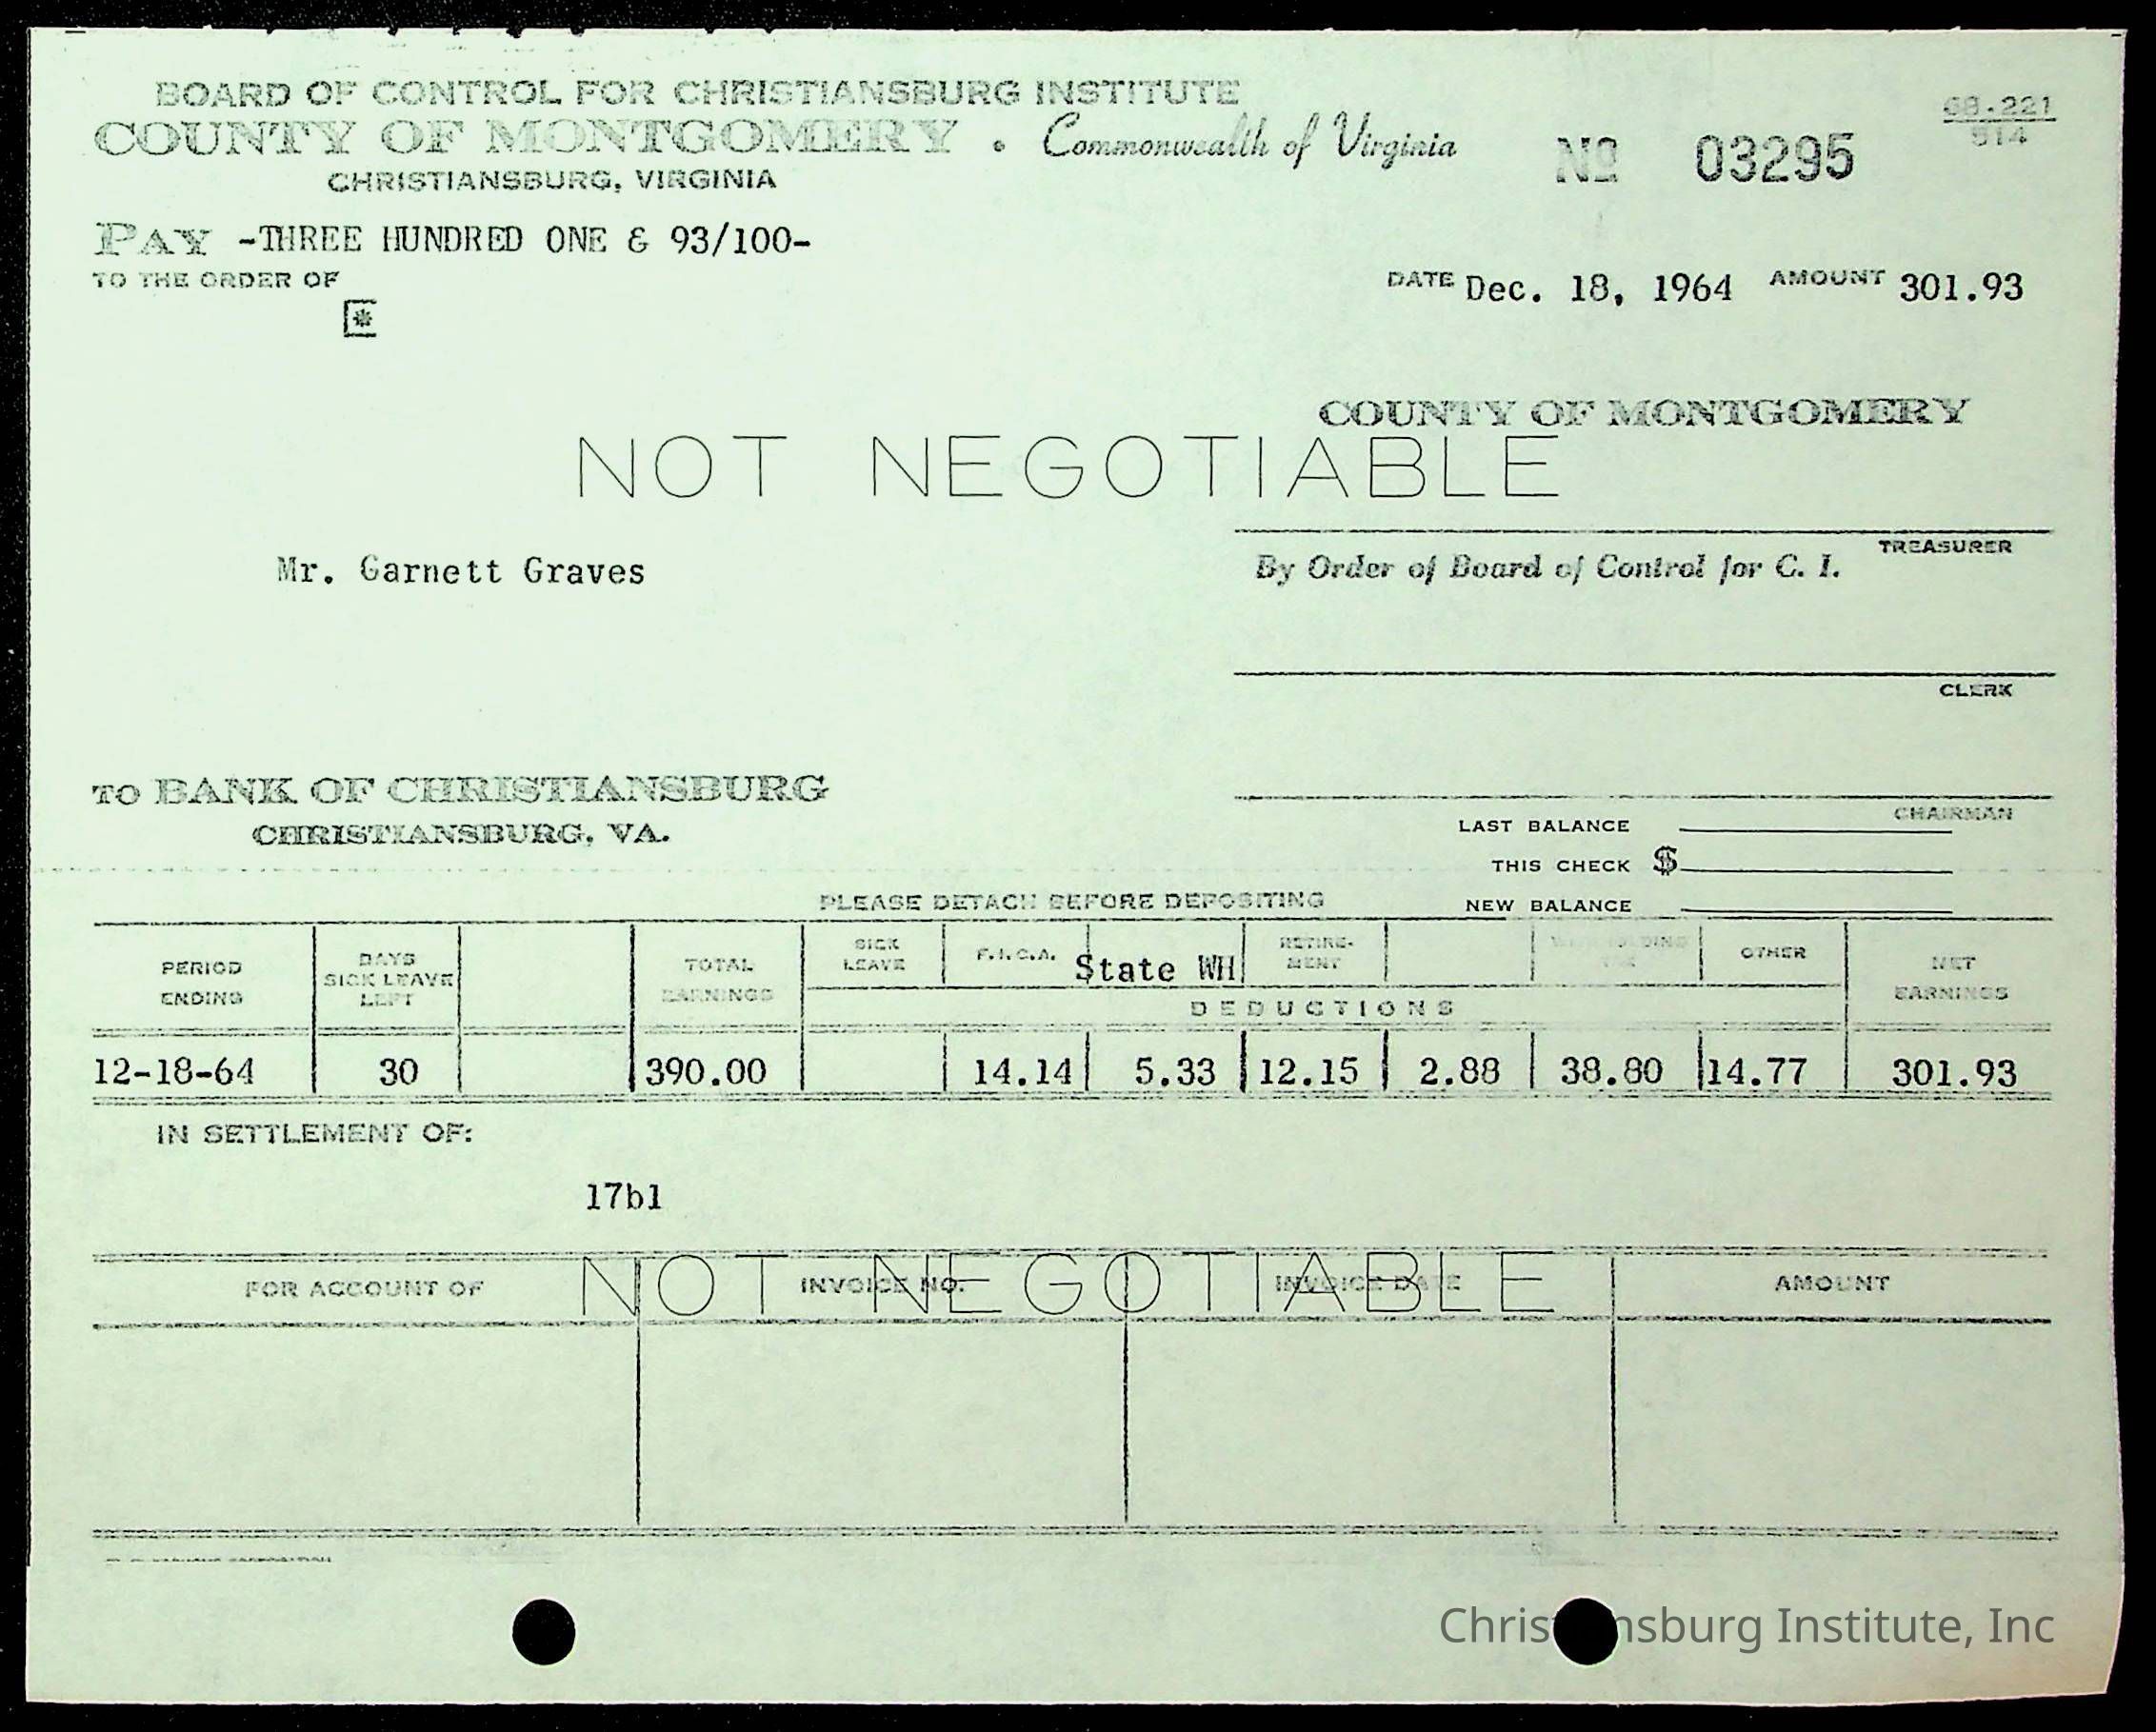 BOARD OF CONTROL FOR CHRISTIANSBURG INSTITUTE
COUNTY OF MONTGOMERY • Commonwealth of Virginia
CHRISTIANSBURG, VIRGINIA
No 03295
68-221
514
PAY -THREE HUNDRED ONE & 93/100-
TO THE ORDER OF
DATE Dec. 18, 1964 AMOUNT 301.93
*
COUNTY OF MONTGOMERY
NOT NEGOTIABLE
TREASURER
Mr. Garnett Graves
By Order of Board of Control for C. I.
CLERK
TO BANK OF CHRISTIANSBURG
CHRISTIANSBURG, VA.
CHAIRMAN
LAST BALANCE
THIS CHECK $
NEW BALANCE
PLEASE DETACH BEFORE DEPOSITING
PERIOD ENDING DAYS SICK LEAVE LEFT TOTAL EARNINGS SICK LEAVE F.I.C.A. State WH RETIRE-MENT WITHHOLDING TAX OTHER NET EARNINGS
DEDUCTIONS
12-18-64 30 390.00 14.14 5.33 12.15 2.88 38.80 14.77 301.93
IN SETTLEMENT OF:
17b1
NOT NEGOTIABLE
FOR ACCOUNT OF INVOICE NO. INVOICE DATE AMOUNT
Christiansburg Institute, Inc